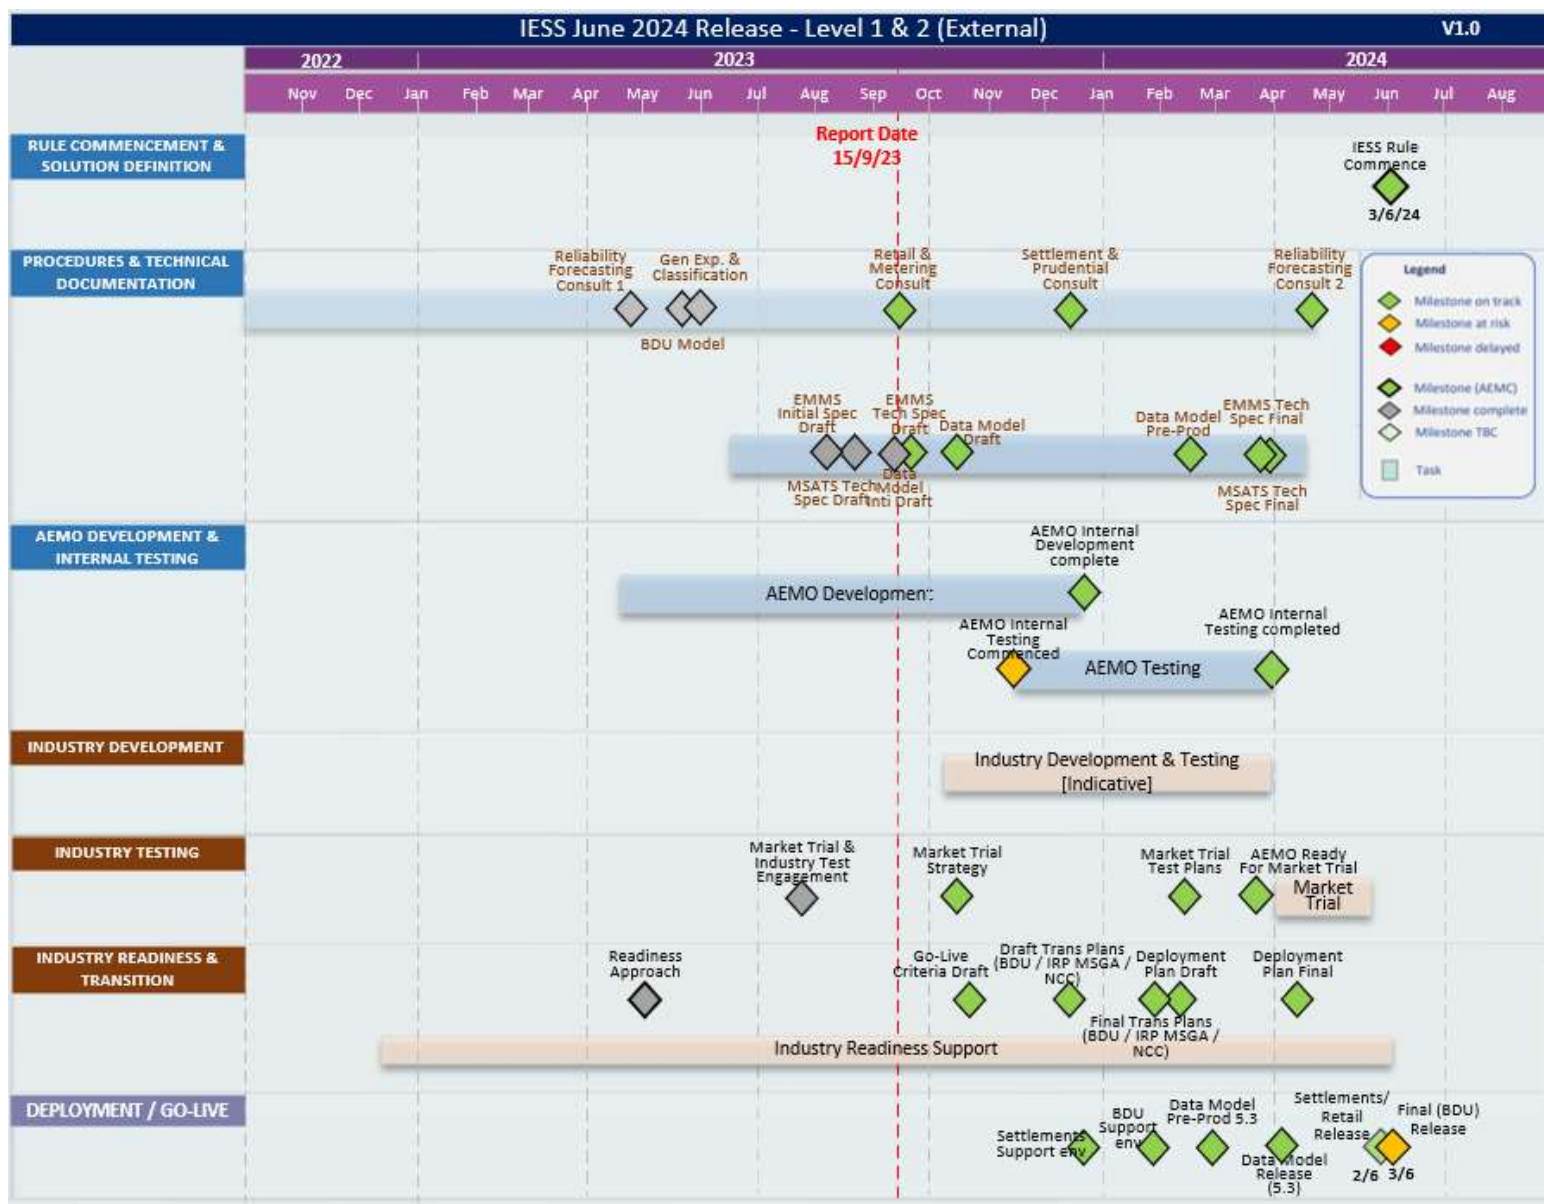 IESS June 2024 Release - Level 1 & 2 (External)
V1.0
2022
2023
2024
Nov Dec Jan Feb Mar Apr May Jun Jul Aug Sep Oct Nov Dec Jan Feb Mar Apr May Jun Jul Aug
Report Date
15/9/23
RULE COMMENCEMENT &
SOLUTION DEFINITION
IESS Rule
Commence
3/6/24
PROCEDURES & TECHNICAL
DOCUMENTATION
Reliability
Forecasting
Consult 1
Gen Exp. &
Classification
BDU Model
Retail &
Metering
Consult
Settlement &
Prudential
Consult
Reliability
Forecasting
Consult 2
Legend
Milestone on track
Milestone at risk
Milestone delayed
Milestone (AEMC)
Milestone complete
Milestone TBC
Task
EMMS
Initial Spec
Draft
MSATS Tech
Spec Draft
EMMS
Tech Spec
Draft
Data
Model
Inti Draft
Data Model
Draft
Data Model
Pre-Prod
EMMS Tech
Spec Final
MSATS Tech
Spec Final
AEMO DEVELOPMENT &
INTERNAL TESTING
AEMO Internal
Development
complete
AEMO Development
AEMO Internal
Testing
Commenced
AEMO Testing
AEMO Internal
Testing completed
INDUSTRY DEVELOPMENT
Industry Development & Testing
[Indicative]
INDUSTRY TESTING
Market Trial &
Industry Test
Engagement
Market Trial
Strategy
Market Trial
Test Plans
AEMO Ready
For Market Trial
Market
Trial
INDUSTRY READINESS &
TRANSITION
Readiness
Approach
Go-Live
Criteria Draft
Draft Trans Plans
(BDU / IRP MSGA /
NCC)
Deployment
Plan Draft
Deployment
Plan Final
Final Trans Plans
(BDU / IRP MSGA /
NCC)
Industry Readiness Support
DEPLOYMENT / GO-LIVE
Settlements
Support env
BDU
Support
env
Data Model
Pre-Prod 5.3
Data Model
Release
(5.3)
Settlements/
Retail
Release
2/6
Final (BDU)
Release
3/6